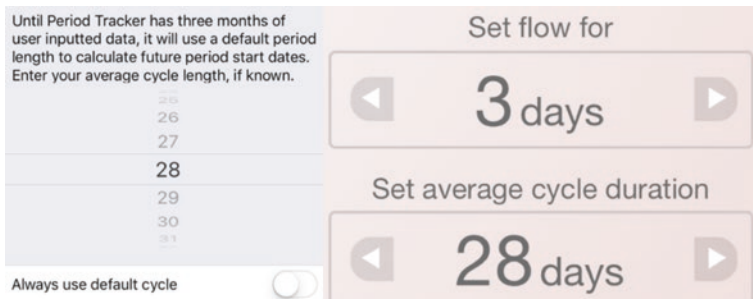 Until Period Tracker has three months of
user inputted data, it will use a default period
length to calculate future period start dates.
Enter your average cycle length, if known.
25
26
27
28
29
30
31
Always use default cycle
Set flow for
3 days
Set average cycle duration
28 days